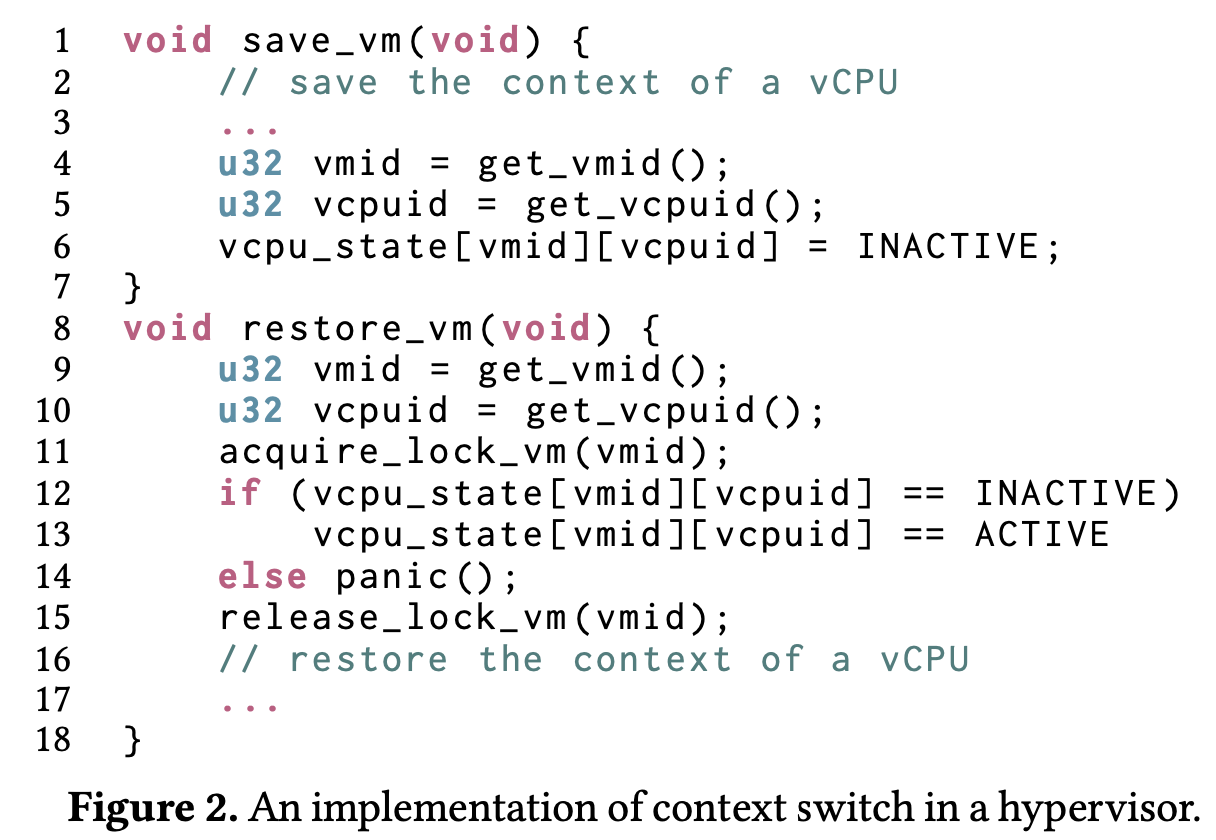 1 void save_vm(void) {
2 // save the context of a vCPU
3 ...
4 u32 vmid = get_vmid();
5 u32 vcpuid = get_vcpuid();
6 vcpu_state[vmid][vcpuid] = INACTIVE;
7 }
8 void restore_vm(void) {
9 u32 vmid = get_vmid();
10 u32 vcpuid = get_vcpuid();
11 acquire_lock_vm(vmid);
12 if (vcpu_state[vmid][vcpuid] == INACTIVE)
13 vcpu_state[vmid][vcpuid] == ACTIVE
14 else panic();
15 release_lock_vm(vmid);
16 // restore the context of a vCPU
17 ...
18 }
Figure 2. An implementation of context switch in a hypervisor.